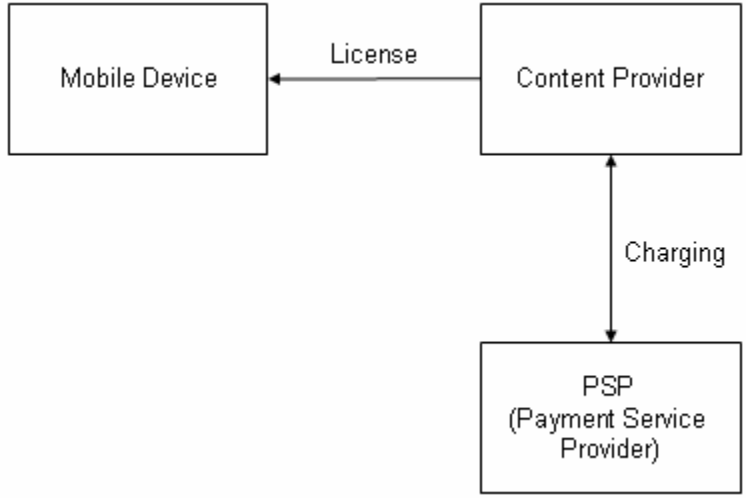 Mobile Device
License
Content Provider
Charging
PSP
(Payment Service
Provider)